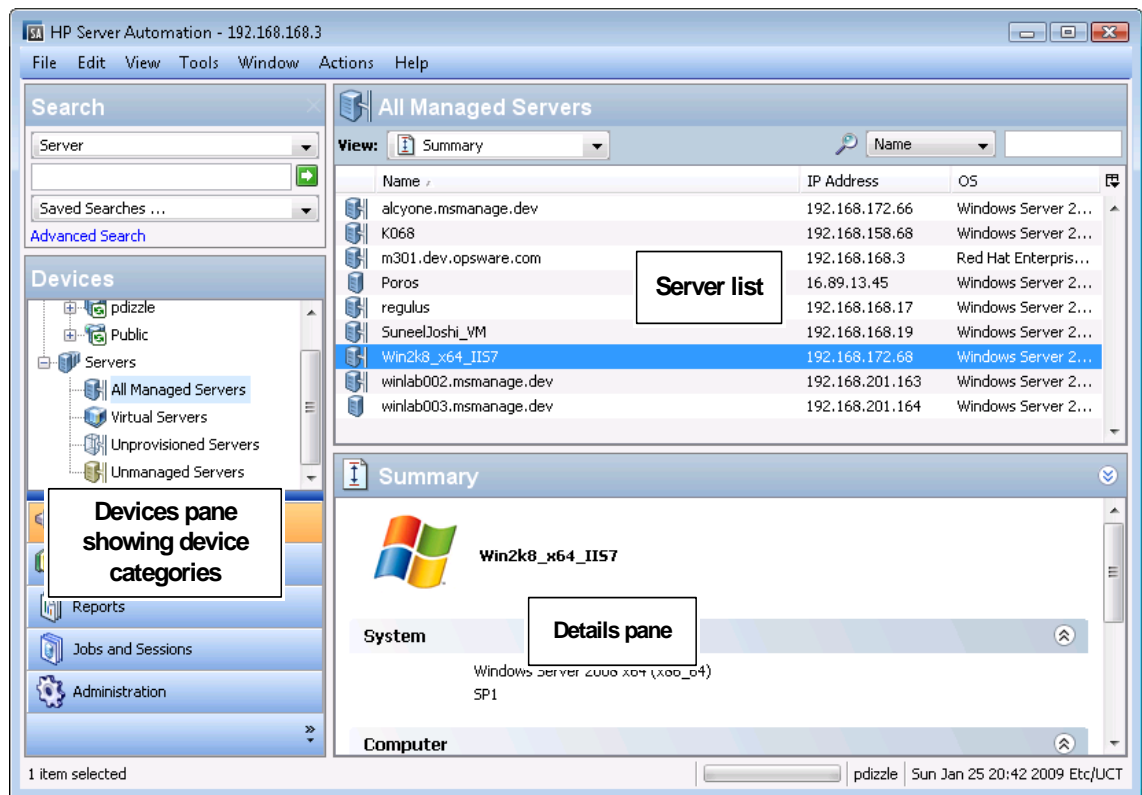 HP Server Automation - 192.168.168.3
File Edit View Tools Window Actions Help
Search
Server
Saved Searches ...
Advanced Search
Devices
pdizzle
Public
Servers
All Managed Servers
Virtual Servers
Unprovisioned Servers
Unmanaged Servers
Devices pane
showing device
categories
Reports
Jobs and Sessions
Administration
All Managed Servers
View: Summary Name
Name IP Address OS
alcyone.msmanage.dev 192.168.172.66 Windows Server 2...
K068 192.168.158.68 Windows Server 2...
m301.dev.opsware.com 192.168.168.3 Red Hat Enterpris...
Poros 16.89.13.45 Windows Server 2...
regulus 192.168.168.17 Windows Server 2...
SuneelJoshi_VM 192.168.168.19 Windows Server 2...
Win2k8_x64_IIS7 192.168.172.68 Windows Server 2...
winlab002.msmanage.dev 192.168.201.163 Windows Server 2...
winlab003.msmanage.dev 192.168.201.164 Windows Server 2...
Server list
Summary
Win2k8_x64_IIS7
System
Details pane
Windows Server 2008 x64 (x86_64)
SP1
Computer
1 item selected
pdizzle Sun Jan 25 20:42 2009 Etc/UCT